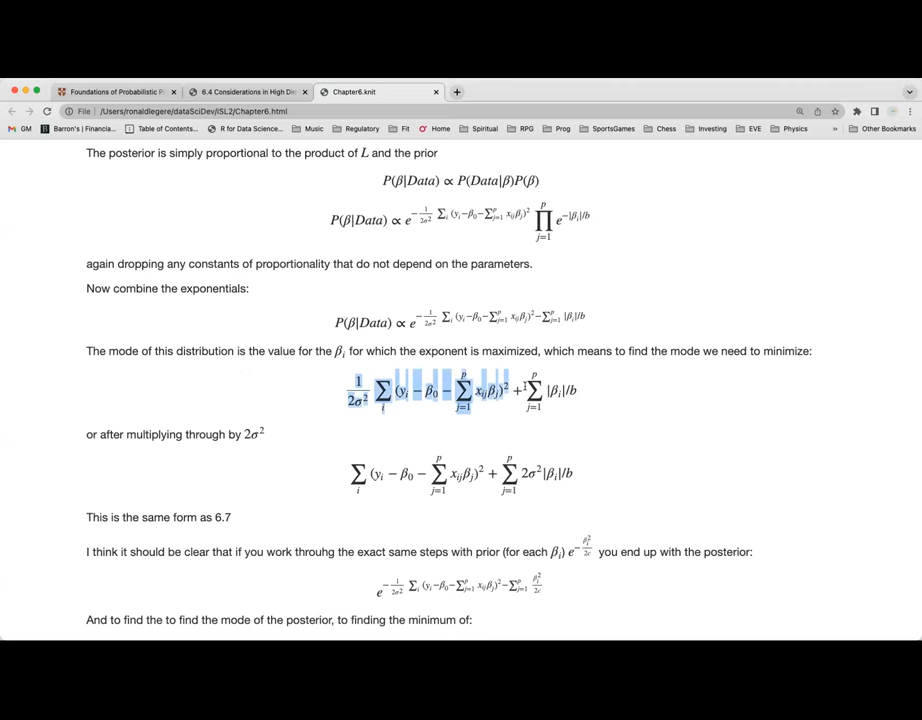 Foundations of Probabilistic Pr × 6.4 Considerations in High Din × Chapter6.knit × +
File | /Users/ronaldlegere/dataSciDev/ISL2/Chapter6.html
GM Barron's | Financia... Table of Contents... R for Data Science... Music Regulatory Fit Home Spiritual RPG Prog SportsGames Chess Investing EVE Physics » Other Bookmarks
The posterior is simply proportional to the product of L and the prior
P(β|Data) ∝ P(Data|β)P(β)
P(β|Data) ∝ e^{-\frac{1}{2σ^2} \sum_i (y_i-β_0-\sum_{j=1}^p x_{ij}β_j)^2} \prod_{j=1}^p e^{-|β_i|/b}
again dropping any constants of proportionality that do not depend on the parameters.
Now combine the exponentials:
P(β|Data) ∝ e^{-\frac{1}{2σ^2} \sum_i (y_i-β_0-\sum_{j=1}^p x_{ij}β_j)^2-\sum_{j=1}^p |β_i|/b}
The mode of this distribution is the value for the β_i for which the exponent is maximized, which means to find the mode we need to minimize:
\frac{1}{2σ^2} \sum_i (y_i - β_0 - \sum_{j=1}^p x_{ij}β_j)^2 + \sum_{j=1}^p |β_i|/b
or after multiplying through by 2σ^2
\sum_i (y_i - β_0 - \sum_{j=1}^p x_{ij}β_j)^2 + \sum_{j=1}^p 2σ^2|β_i|/b
This is the same form as 6.7
I think it should be clear that if you work throuhg the exact same steps with prior (for each β_i) e^{-\frac{β_i^2}{2c}} you end up with the posterior:
e^{-\frac{1}{2σ^2} \sum_i (y_i-β_0-\sum_{j=1}^p x_{ij}β_j)^2-\sum_{j=1}^p \frac{β_i^2}{2c}}
And to find the to find the mode of the posterior, to finding the minimum of: